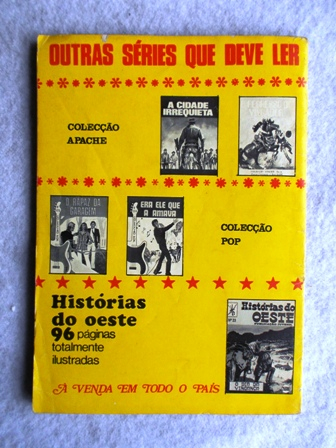 OUTRAS SÉRIES QUE DEVE LER
COLECÇÃO
APACHE
A CIDADE
IRREQUIETA
O RAPAZ DA
GARAGEM
ERA ELE QUE
A AMAVA
COLECÇÃO
POP
Histórias
do oeste
96 páginas
totalmente
ilustradas
Histórias do
OESTE
À VENDA EM TODO O PAÍS